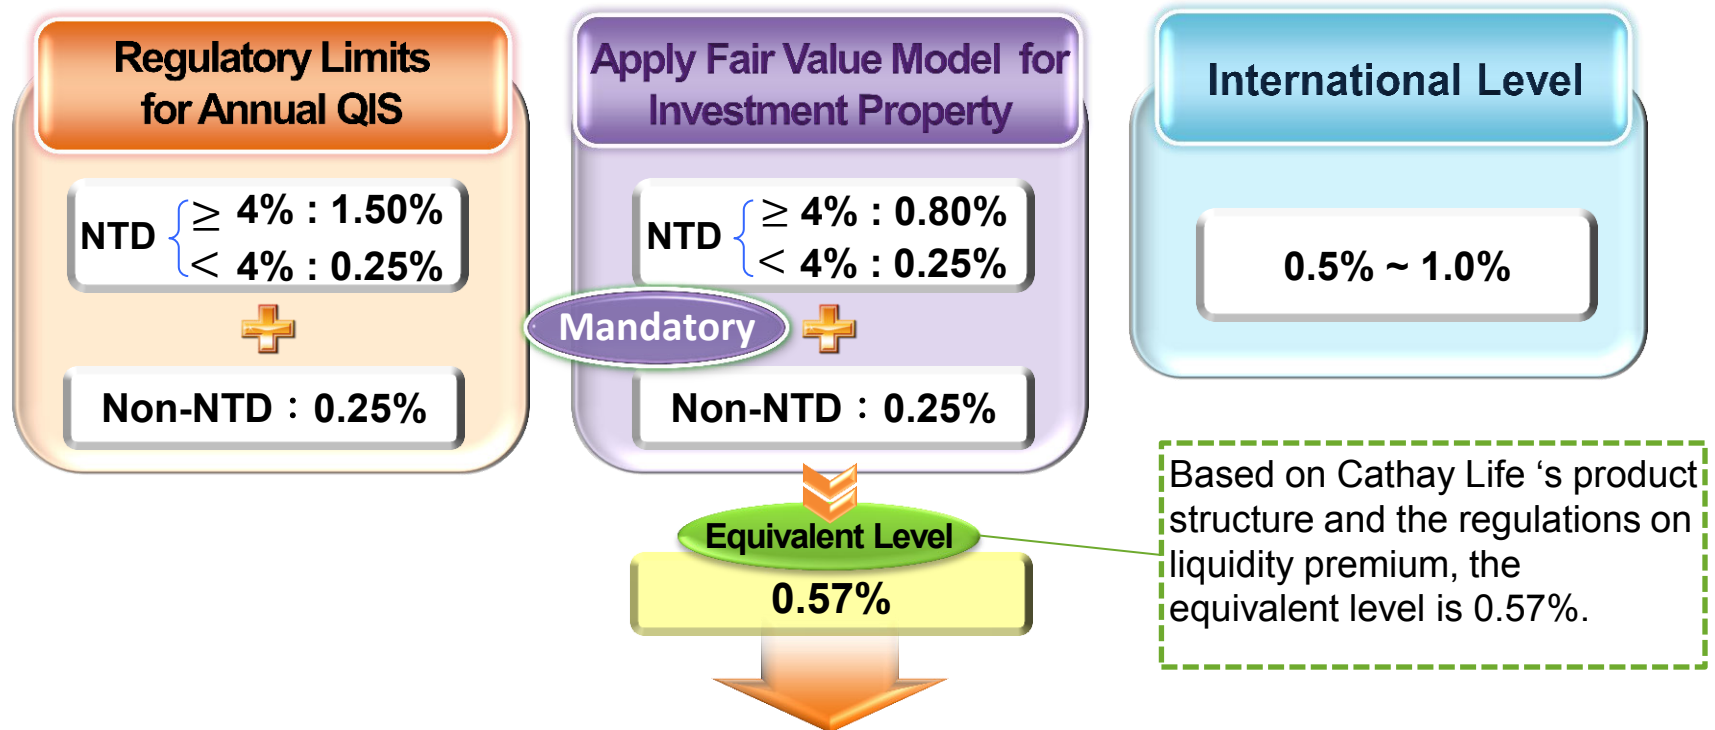 Regulatory Limits
for Annual QIS
NTD
≥ 4% : 1.50%
< 4% : 0.25%
Non-NTD：0.25%
Apply Fair Value Model for
Investment Property
NTD
≥ 4% : 0.80%
< 4% : 0.25%
Mandatory
Non-NTD：0.25%
Equivalent Level
0.57%
International Level
0.5% ~ 1.0%
Based on Cathay Life ‘s product
structure and the regulations on
liquidity premium, the
equivalent level is 0.57%.